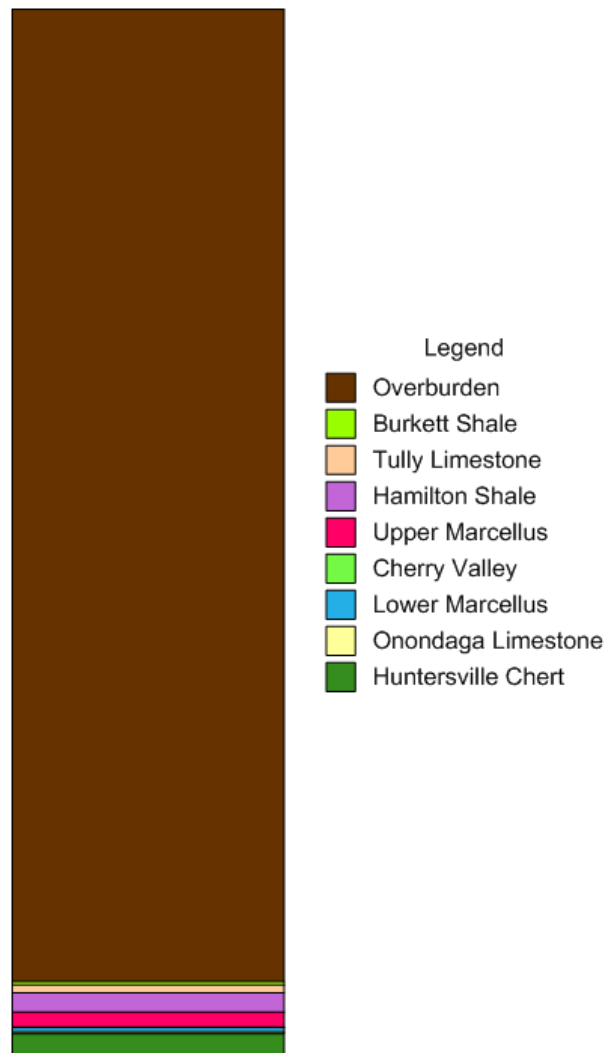 Legend
Overburden
Burkett Shale
Tully Limestone
Hamilton Shale
Upper Marcellus
Cherry Valley
Lower Marcellus
Onondaga Limestone
Huntersville Chert